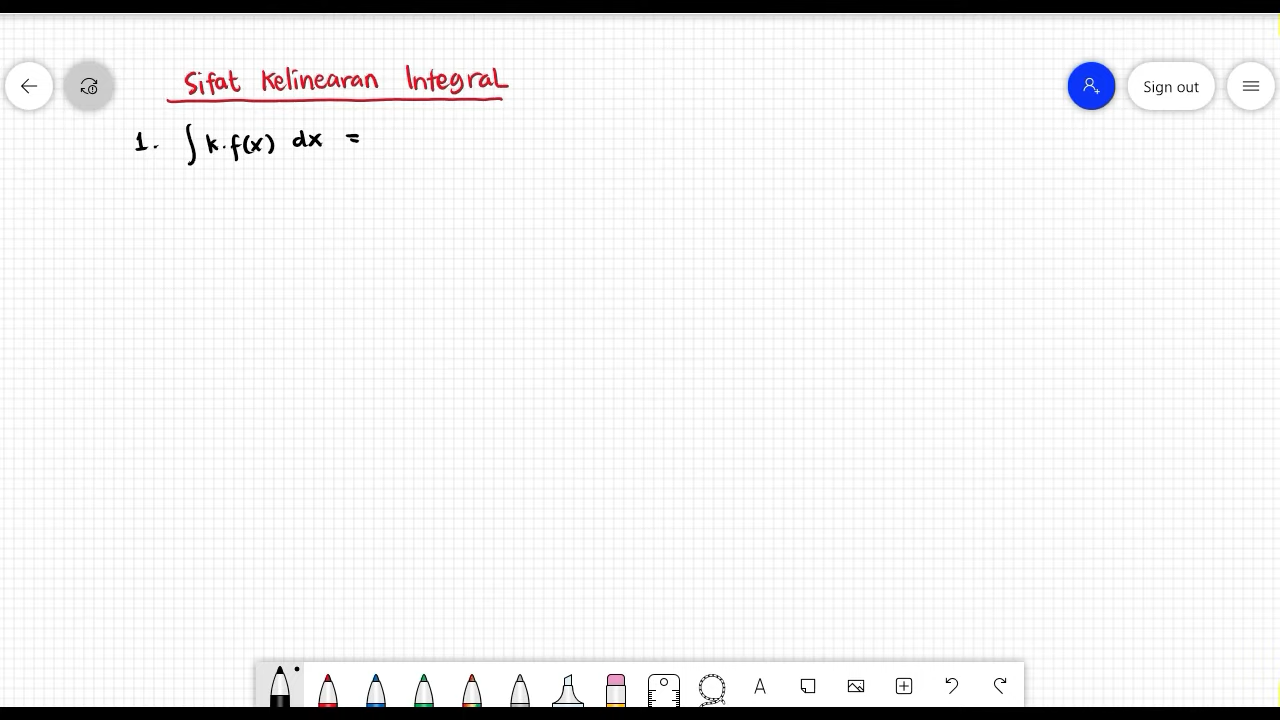 Sign out
Sifat Kelinearan Integral
1. ∫ k.f(x) dx =
A